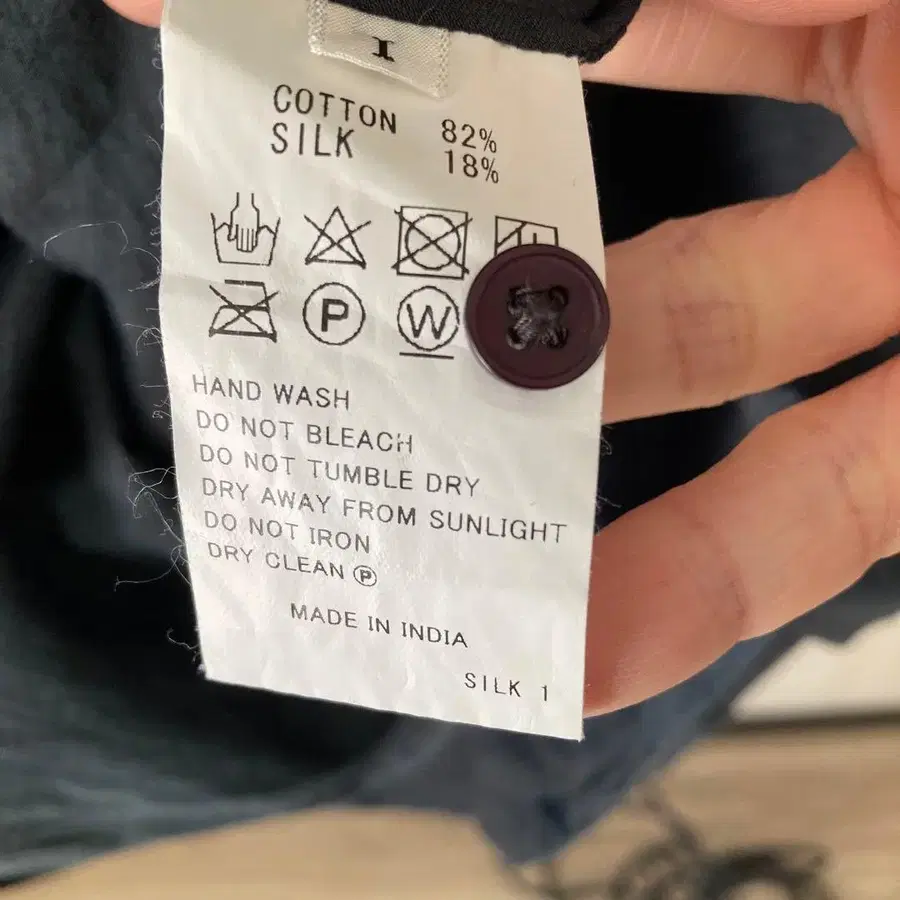 I
COTTON 82%
SILK 18%
P W
HAND WASH
DO NOT BLEACH
DO NOT TUMBLE DRY
DRY AWAY FROM SUNLIGHT
DO NOT IRON
DRY CLEAN Ⓟ
MADE IN INDIA
SILK 1